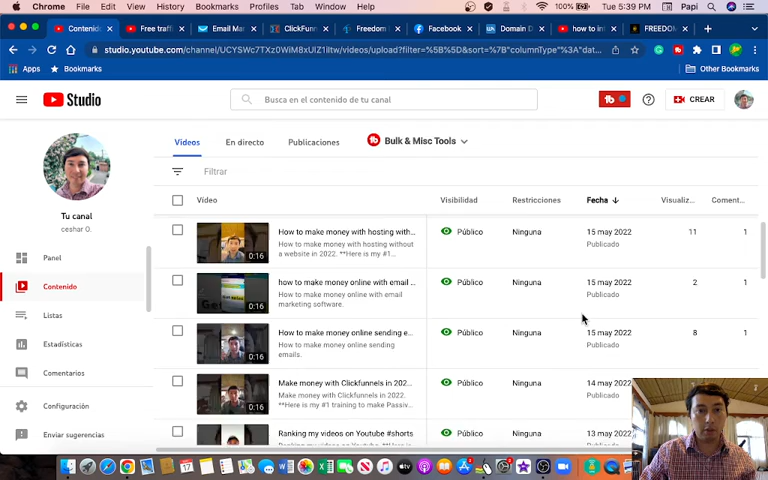 Chrome File Edit View History Bookmarks Profiles Tab Window Help 100% Tue 5:39 PM Papi
Contenido Free traffi Email Mar ClickFunn Freedom Facebook Domain D how to in FREEDOM
studio.youtube.com/channel/UCYSWc7TXzo0WiM8xUIZ1iltw/videos/upload?filter=%5B%5D&sort=%7B"columnType"%3A"dat...
Apps Bookmarks Other Bookmarks
Studio Busca en el contenido de tu canal CREAR
Videos En directo Publicaciones Bulk & Misc Tools
Filtrar
Tu canal
ceshar O.
Panel
Contenido
Listas
Estadísticas
Comentarios
Configuración
Enviar sugerencias
Vídeo Visibilidad Restricciones Fecha Visualiz... Coment...
How to make money with hosting with... Público Ninguna 15 may 2022 11 1
How to make money with hosting without Publicado
a website in 2022. **Here is my #1...
0:16
how to make money online with email ... Público Ninguna 15 may 2022 2 1
how to make money online with email Publicado
marketing software.
0:16
How to make money online sending e... Público Ninguna 15 may 2022 8 1
How to make money online sending Publicado
emails.
0:16
Make money with Clickfunnels in 202... Público Ninguna 14 may 2022
Make money with Clickfunnels in Publicado
2022. **Here is my #1 training to make Passiv...
0:16
Ranking my videos on Youtube #shorts Público Ninguna 13 may 2022